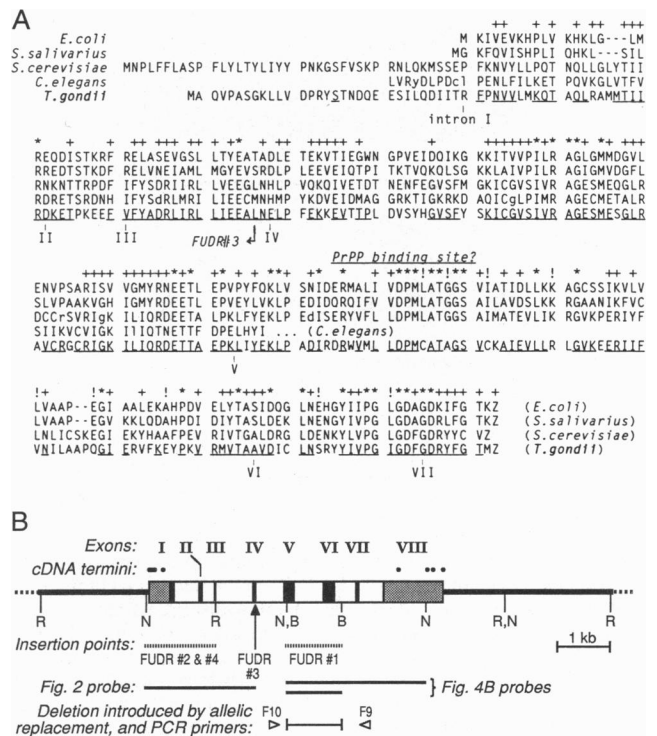 A
++ + + + +++
E.coli M KIVEVKHPLV KHKLG---LM
S.salivarius MG KFQVISHPLI QHKLS---SIL
S.cerevisiae MNPLFFLASP FLYLTYLIYY PNKGSFVSKP RNLQKMSSEP FKNVYLLPQT NQLLGLYTII
C.elegans LVRyDLPDcl PENLFILKET PQVKGLVTFV
T.gondii MA QVPASGKLLV DPRYSTNDQE ESILQDIITR FPNVVLMKQT AQLRAMMTII
intron I
REQDISTKRF RELASEVGSL LTYEATADLE TEKVTIEGWN GPVEIDQIKG KKITVVPILR AGLGMMDGVL
RREDTSTKDF RELVNEIAML MGYEVSRDLP LEEVEIQTPI TKTVQKQLSG KKLAIVPILR AGIGMVDGFL
RNKNTTRPDF IFYSDRIIRL LVEEGLNHLP VQKQIVETDT NENFEGVSFM GKICGVSIVR AGESMEQGLR
RDRETSRDNH IFYSdRLMRI LIEECMNHMP YKDVEIDMAG GRKTIGKRKD AQICgLPIMR AGECMETALR
RDKETPKEEF VFYADRLIRL LIEEALNELP FEKKEVTTPL DVSYHGVSFY SKICGVSIVR AGESMESGLR
II III FUDR#3 IV
PrPP binding site?
ENVPSARISV VGMYRNEETL EPVPYFQKLV SNIDERMALI VDPMLATGGS VIATIDLLKK AGCSSIKVLV
SLVPAAKVGH IGMYRDEETL EPVEYLVKLP EDIDQRQIFV VDPMLATGGS AILAVDSLKK RGAANIKFVC
DCCrSVRIgK ILIQRDEETA LPKLFYEKLP EdISERYVFL LDPMLATGGS AIMATEVLIK RGVKPERIYF
SIIKVCVIGK IlIQTNETTF DPELHYI ... (C.elegans)
AVCRGCRIGK ILIQRDETTA EPKLIYEKLP ADIRDRWVML LDPMCATAGS VCKAIEVLLR LGVKEERIIF
V
LVAAP--EGI AALEKAHPDV ELYTASIDQG LNEHGYIIPG LGDAGDKIFG TKZ (E.coli)
LVAAP--EGV KKLQDAHPDI DIYTASLDEK LNENGYIVPG LGDAGDRLFG TKZ (S.salivarius)
LNLICSKEGI EKYHAAFPEV RIVTGALDRG LDENKYLVPG LGDFGDRYYC VZ (S.cerevisiae)
VNILAAPQGI ERVFKEYPKV RMVTAAVDIC LNSRYYIVPG IGDFGDRYFG TMZ (T.gondii)
VI VII
B
Exons: I II III IV V VI VII VIII
cDNA termini:
R N R N,B B N R,N R
Insertion points:
FUDR #2 & #4 FUDR #3 FUDR #1
1 kb
Fig. 2 probe: Fig. 4B probes
Deletion introduced by allelic F10 F9
replacement, and PCR primers: